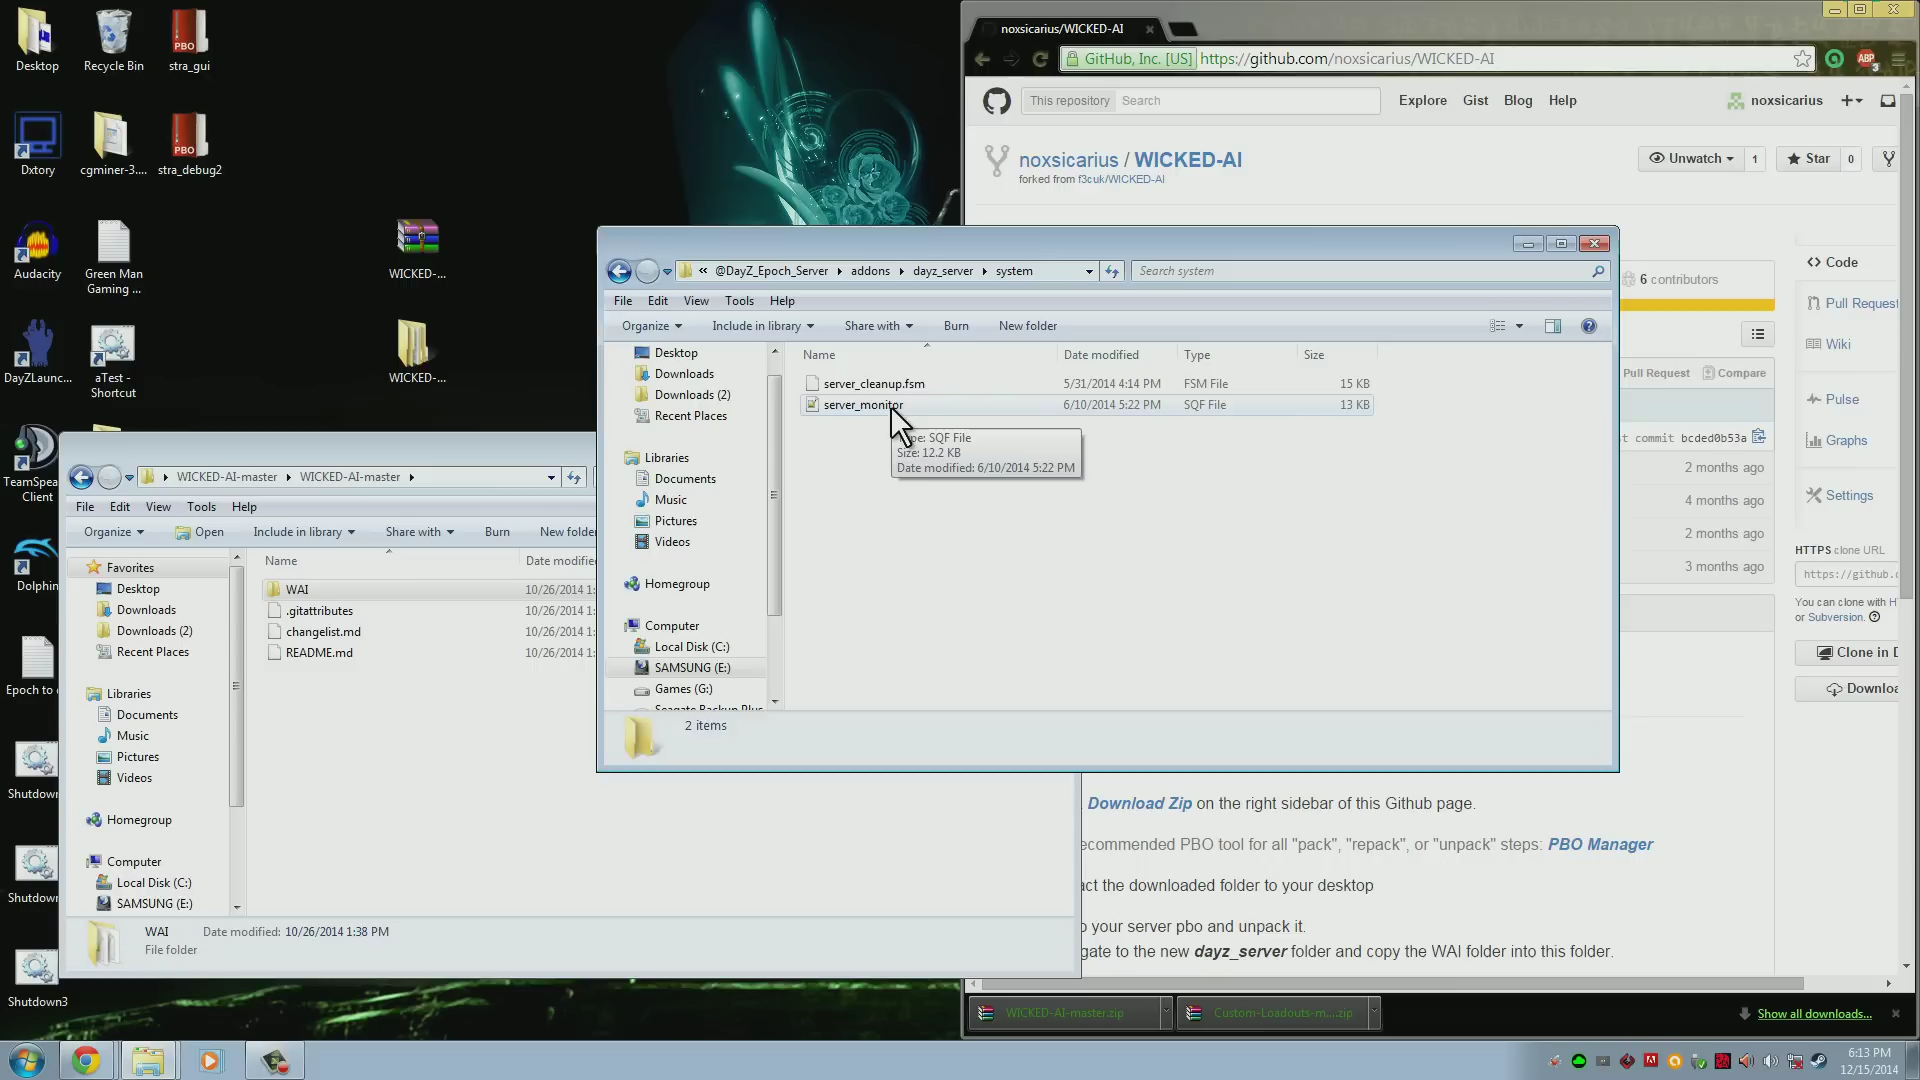 Desktop
Recycle Bin
PBO
stra_gui
Dxtory
cgminer-3....
PBO
stra_debug2
Audacity
Green Man
Gaming ...
WICKED-...
DayZLaunc...
aTest -
Shortcut
WICKED-...
TeamSpea
Client
Dolphin
Epoch to
Shutdown
Shutdown
Shutdown3
noxsicarius/WICKED-AI
GitHub, Inc. [US]
https://github.com/noxsicarius/WICKED-AI
ABP
3
This repository
Search
Explore
Gist
Blog
Help
noxsicarius
noxsicarius / WICKED-AI
forked from f3cuk/WICKED-AI
Unwatch
1
Star
0
6 contributors
Code
Pull Request
Wiki
Pull Request
Compare
Pulse
commit bcded0b53a
Graphs
2 months ago
4 months ago
Settings
2 months ago
3 months ago
HTTPS clone URL
https://github.c
You can clone with H
or Subversion.
Clone in D
Downloa
Download Zip on the right sidebar of this Github page.
ecommended PBO tool for all "pack", "repack", or "unpack" steps: PBO Manager
act the downloaded folder to your desktop
o your server pbo and unpack it.
gate to the new dayz_server folder and copy the WAI folder into this folder.
WICKED-AI-master.zip
Custom-Loadouts-m....zip
Show all downloads...
« @DayZ_Epoch_Server
addons
dayz_server
system
Search system
File
Edit
View
Tools
Help
Organize
Include in library
Share with
Burn
New folder
Desktop
Downloads
Downloads (2)
Recent Places
Libraries
Documents
Music
Pictures
Videos
Homegroup
Computer
Local Disk (C:)
SAMSUNG (E:)
Games (G:)
Seagate Backup Plus
Name
Date modified
Type
Size
server_cleanup.fsm
5/31/2014 4:14 PM
FSM File
15 KB
server_monitor
6/10/2014 5:22 PM
SQF File
13 KB
pe: SQF File
Size: 12.2 KB
Date modified: 6/10/2014 5:22 PM
2 items
WICKED-AI-master
WICKED-AI-master
File
Edit
View
Tools
Help
Organize
Open
Include in library
Share with
Burn
New folder
Favorites
Desktop
Downloads
Downloads (2)
Recent Places
Libraries
Documents
Music
Pictures
Videos
Homegroup
Computer
Local Disk (C:)
SAMSUNG (E:)
Name
Date modifie
WAI
10/26/2014 1:
.gitattributes
10/26/2014 1:
changelist.md
10/26/2014 1:
README.md
10/26/2014 1:
WAI
Date modified: 10/26/2014 1:38 PM
File folder
6:13 PM
12/15/2014